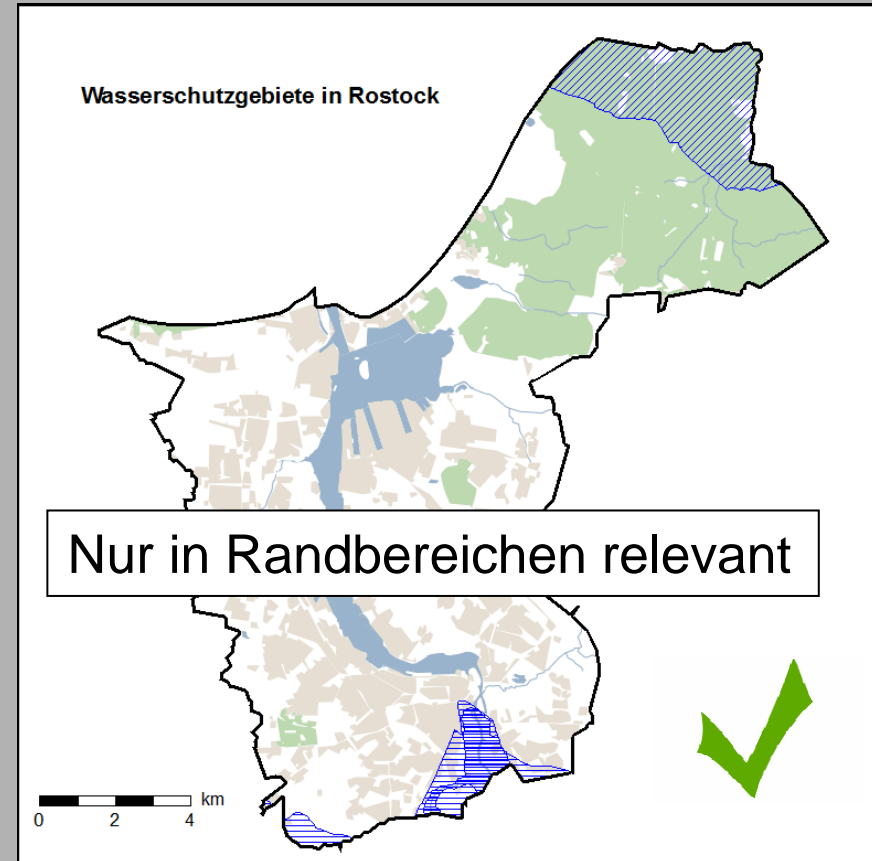 Wasserschutzgebiete in Rostock
Nur in Randbereichen relevant
km
0 2 4